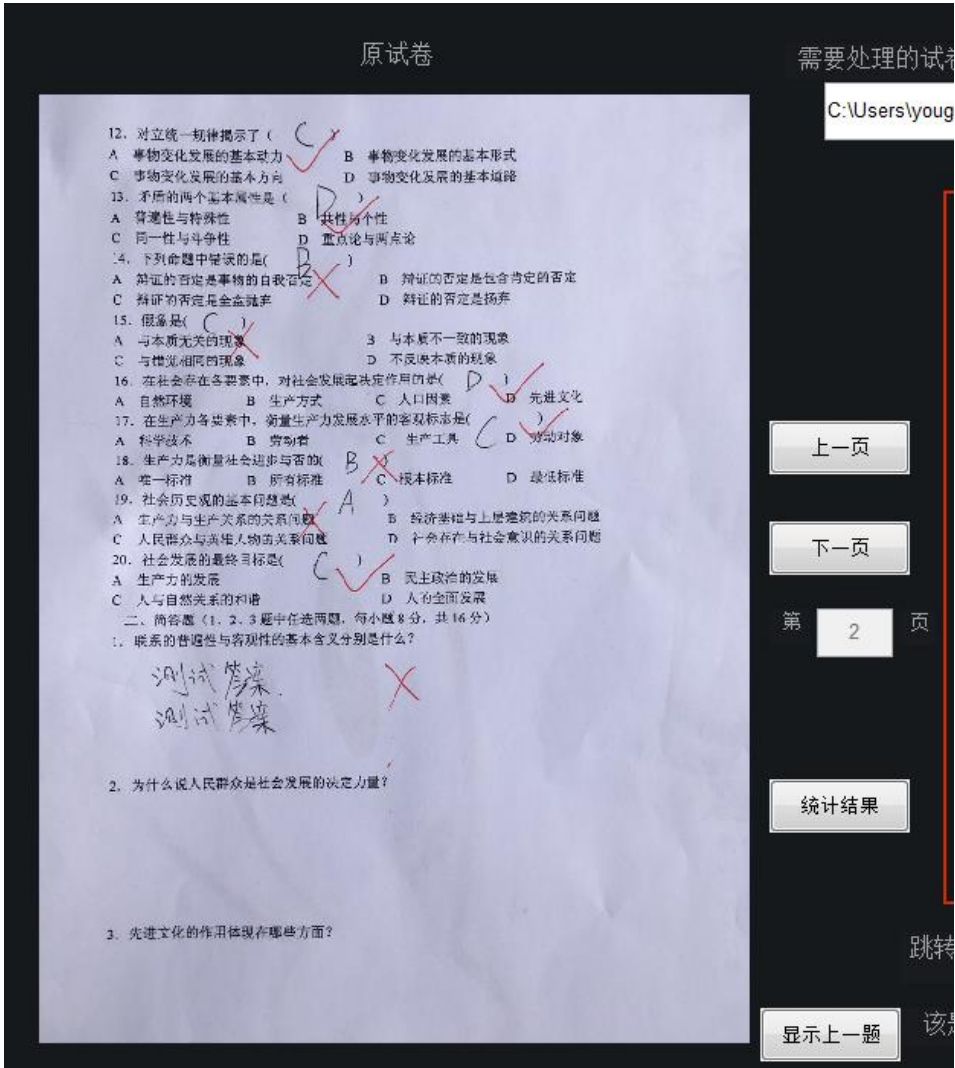 原试卷
需要处理的试卷
C:\Users\youg
12. 对立统一规律揭示了 ( C )
A 事物变化发展的基本动力 B 事物变化发展的基本形式
C 事物变化发展的基本方向 D 事物变化发展的基本道路
13. 矛盾的两个基本属性是 ( D )
A 普遍性与特殊性 B 共性与个性
C 同一性与斗争性 D 重点论与两点论
14. 下列命题中错误的是( B )
A 辩证的否定是事物的自我否定 B 辩证的否定是包含肯定的否定
C 辩证的否定是全盘抛弃 D 辩证的否定是扬弃
15. 假象是( C )
A 与本质无关的现象 B 与本质不一致的现象
C 与错觉相同的现象 D 不反映本质的现象
16. 在社会存在各要素中, 对社会发展起决定作用的是( D )
A 自然环境 B 生产方式 C 人口因素 D 先进文化
17. 在生产力各要素中, 衡量生产力发展水平的客观标志是( C )
A 科学技术 B 劳动者 C 生产工具 D 劳动对象
18. 生产力是衡量社会进步与否的( B )
A 唯一标准 B 所有标准 C 根本标准 D 最低标准
19. 社会历史观的基本问题是( A )
A 生产力与生产关系的关系问题 B 经济基础与上层建筑的关系问题
C 人民群众与英雄人物的关系问题 D 社会存在与社会意识的关系问题
20. 社会发展的最终目标是( C )
A 生产力的发展 B 民主政治的发展
C 人与自然关系的和谐 D 人的全面发展
二、简答题 (1、2、3题中任选两题, 每小题8分, 共16分)
1. 联系的普遍性与客观性的基本含义分别是什么?
测试答案.
测试答案
2. 为什么说人民群众是社会发展的决定力量?
3. 先进文化的作用体现在哪些方面?
上一页
下一页
第 2 页
统计结果
跳转
显示上一题
该是